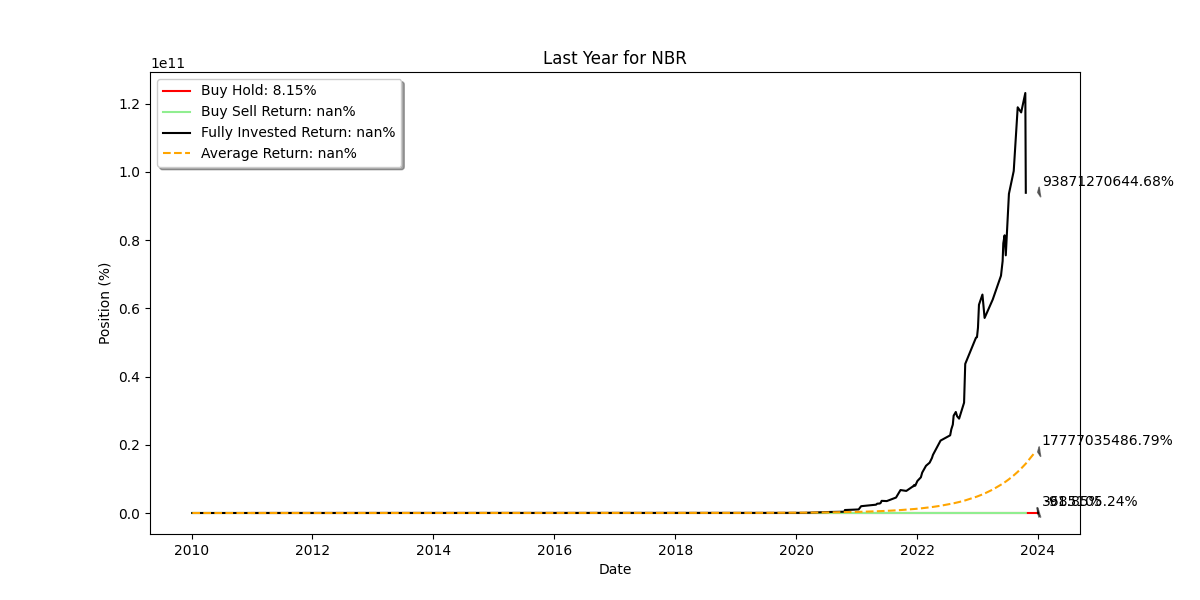 Last Year for NBR
1e11
Buy Hold: 8.15%
Buy Sell Return: nan%
Fully Invested Return: nan%
Average Return: nan%
1.2
1.0
0.8
0.6
0.4
0.2
0.0
Position (%)
93871270644.68%
17777035486.79%
2010
2012
2014
2016
2018
2020
2022
2024
Date